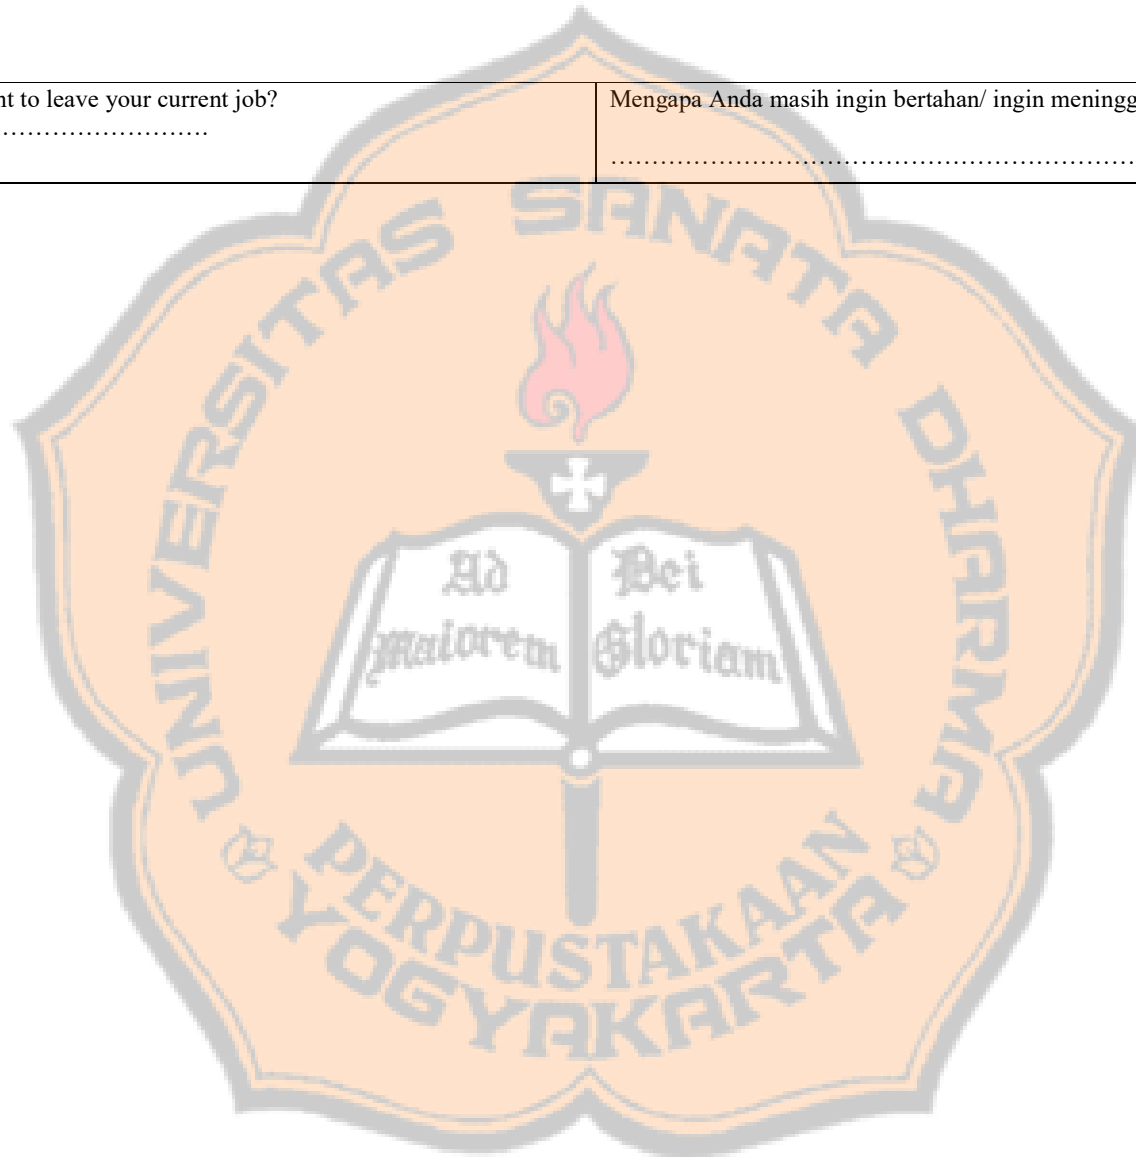 nt to leave your current job?
……………………….
Mengapa Anda masih ingin bertahan/ ingin meningg
……………………………………………………….
UNIVERSITAS SANATA DHARMA
Ad Dei
Maiorem Gloriam
PERPUSTAKAAN
YOGYAKARTA